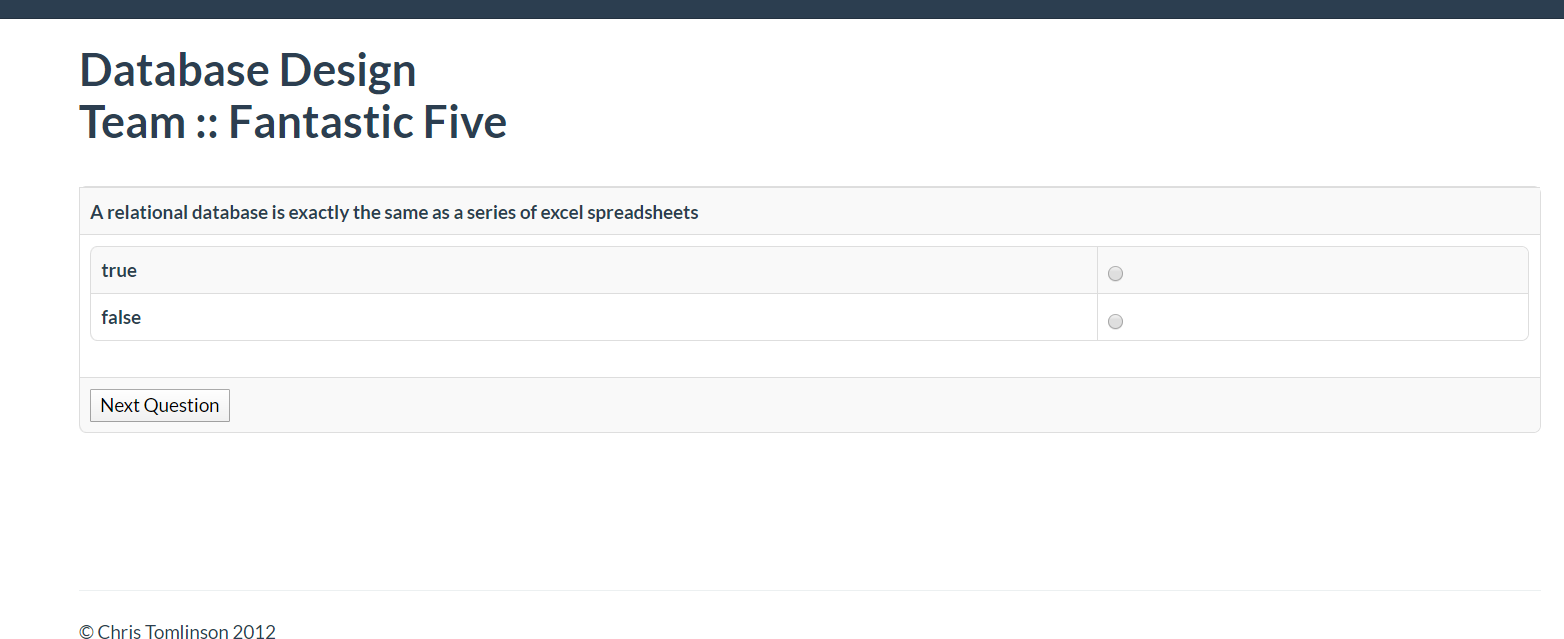 Database Design
Team :: Fantastic Five
A relational database is exactly the same as a series of excel spreadsheets
true
false
Next Question
© Chris Tomlinson 2012